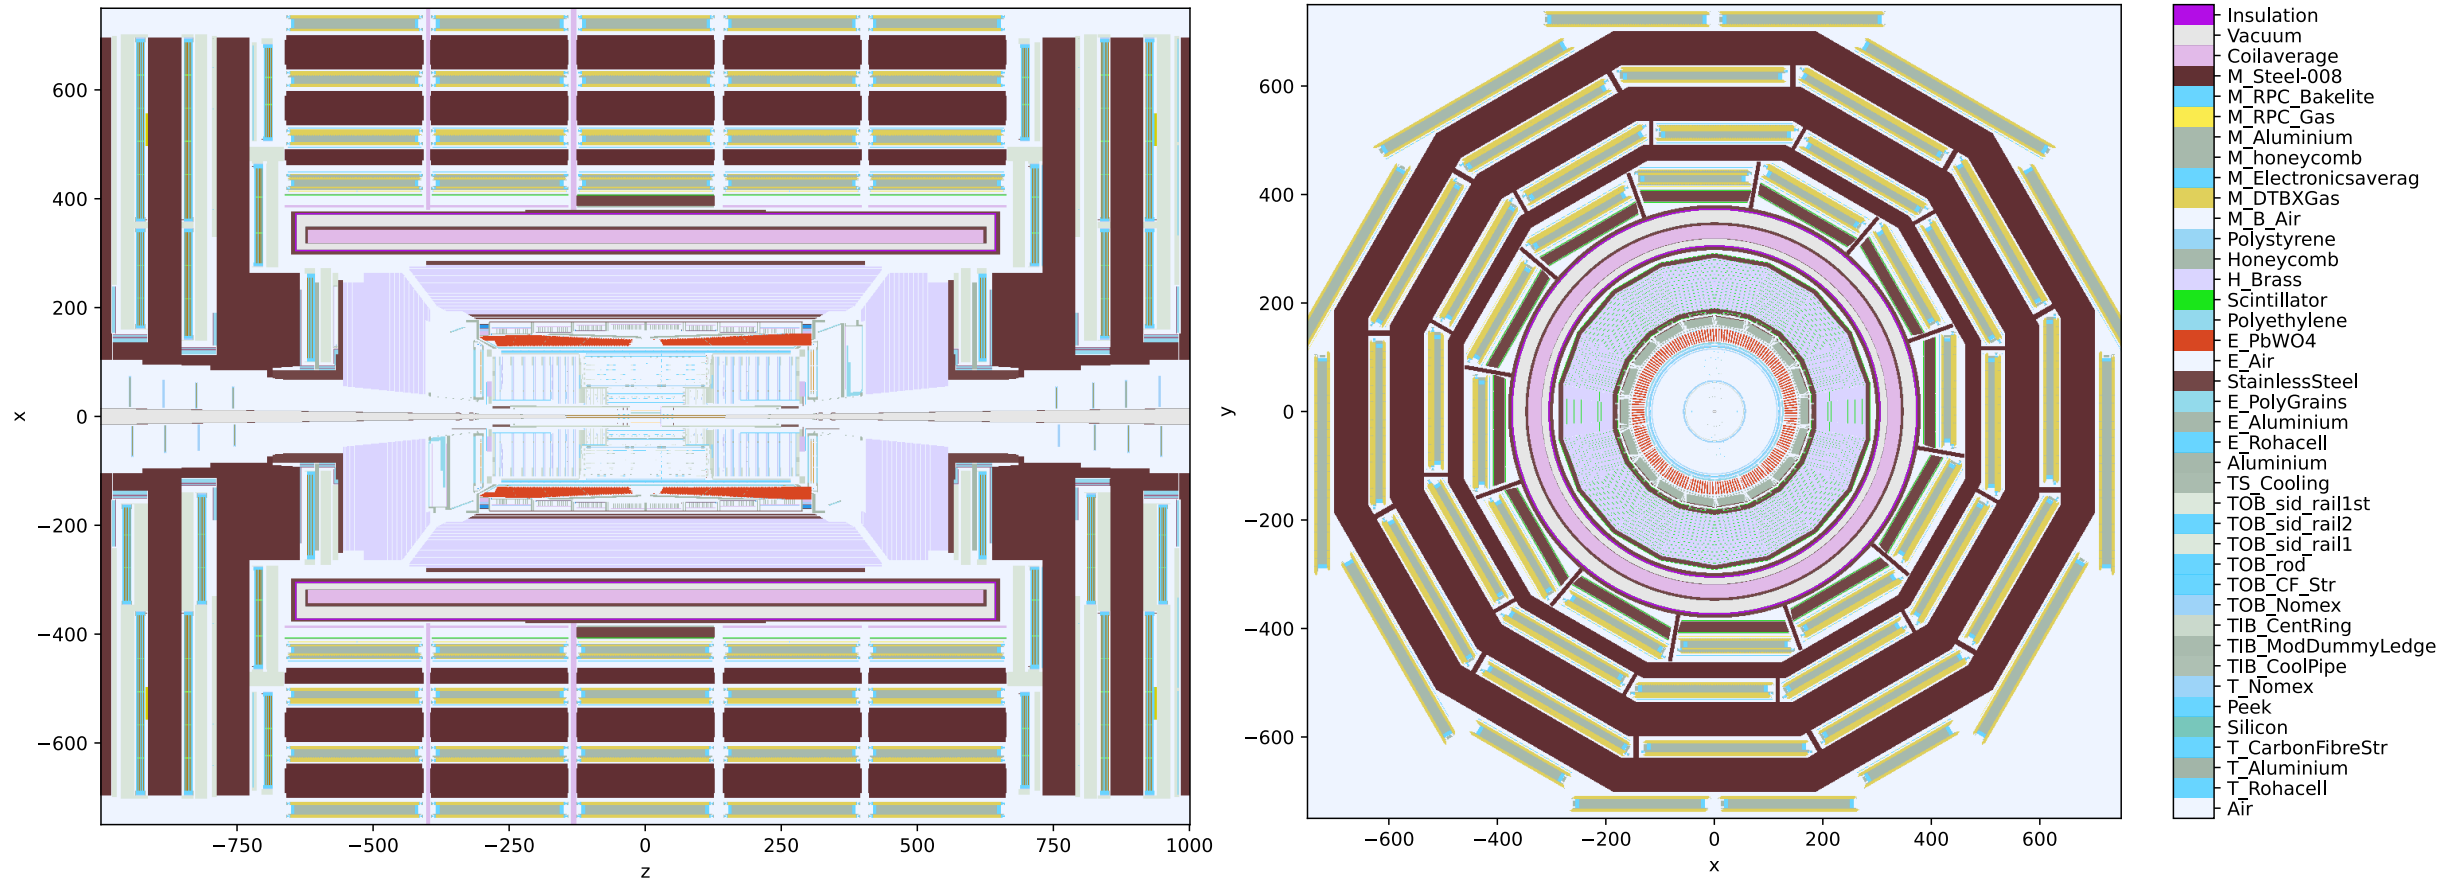 600
400
200
0
−200
−400
−600
x
−750
−500
−250
0
250
500
750
1000
z
600
400
200
0
−200
−400
−600
y
−600
−400
−200
0
200
400
600
x
Insulation
Vacuum
Coilaverage
M_Steel-008
M_RPC_Bakelite
M_RPC_Gas
M_Aluminium
M_honeycomb
M_Electronicsaverag
M_DTBXGas
M_B_Air
Polystyrene
Honeycomb
H_Brass
Scintillator
Polyethylene
E_PbWO4
E_Air
StainlessSteel
E_PolyGrains
E_Aluminium
E_Rohacell
Aluminium
TS_Cooling
TOB_sid_rail1st
TOB_sid_rail2
TOB_sid_rail1
TOB_rod
TOB_CF_Str
TOB_Nomex
TIB_CentRing
TIB_ModDummyLedge
TIB_CoolPipe
T_Nomex
Peek
Silicon
T_CarbonFibreStr
T_Aluminium
T_Rohacell
Air